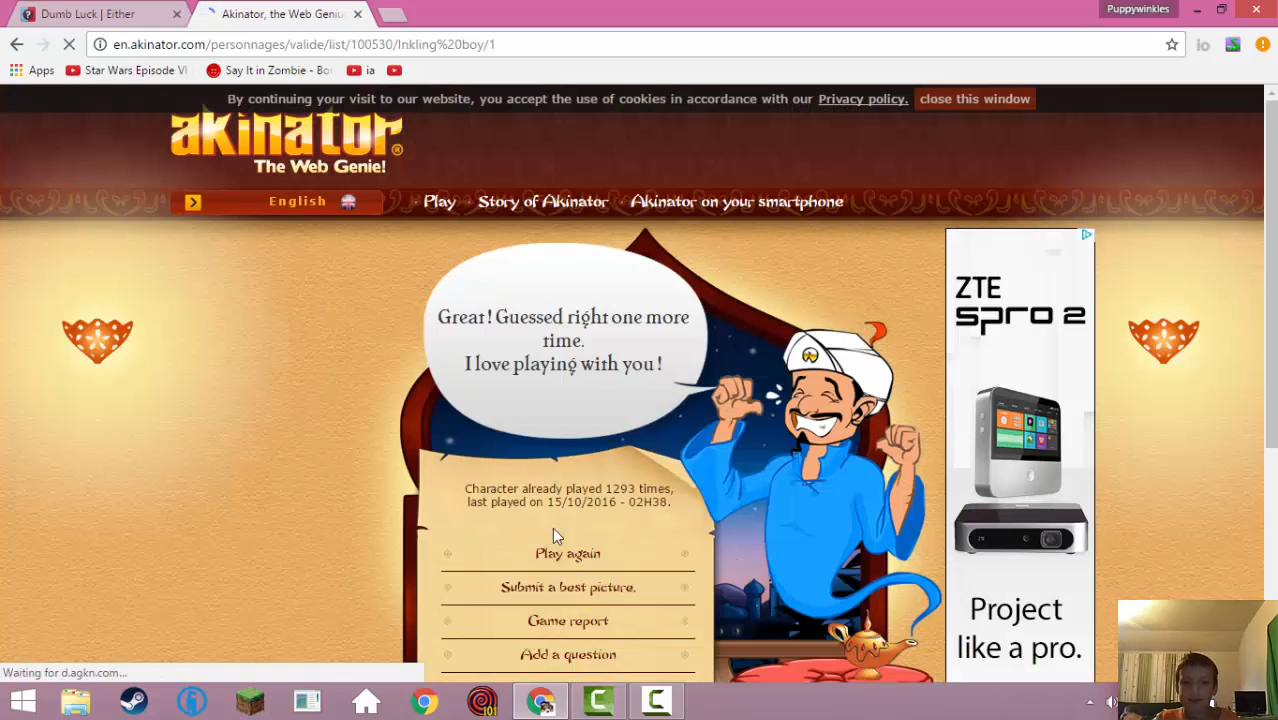 Dumb Luck | Either
Akinator, the Web Geniu
Puppywinkles
en.akinator.com/personnages/valide/list/100530/Inkling%20boy/1
Apps
Star Wars Episode VI
Say It in Zombie - Bo
ia
By continuing your visit to our website, you accept the use of cookies in accordance with our Privacy policy. close this window
akinator®
The Web Genie!
English
Play
Story of Akinator
Akinator on your smartphone
Great! Guessed right one more
time.
I love playing with you !
Character already played 1293 times,
last played on 15/10/2016 - 02H38.
Play again
Submit a best picture.
Game report
Add a question
ZTE
spro 2
Project
like a pro.
Waiting for d.agkn.com...
101